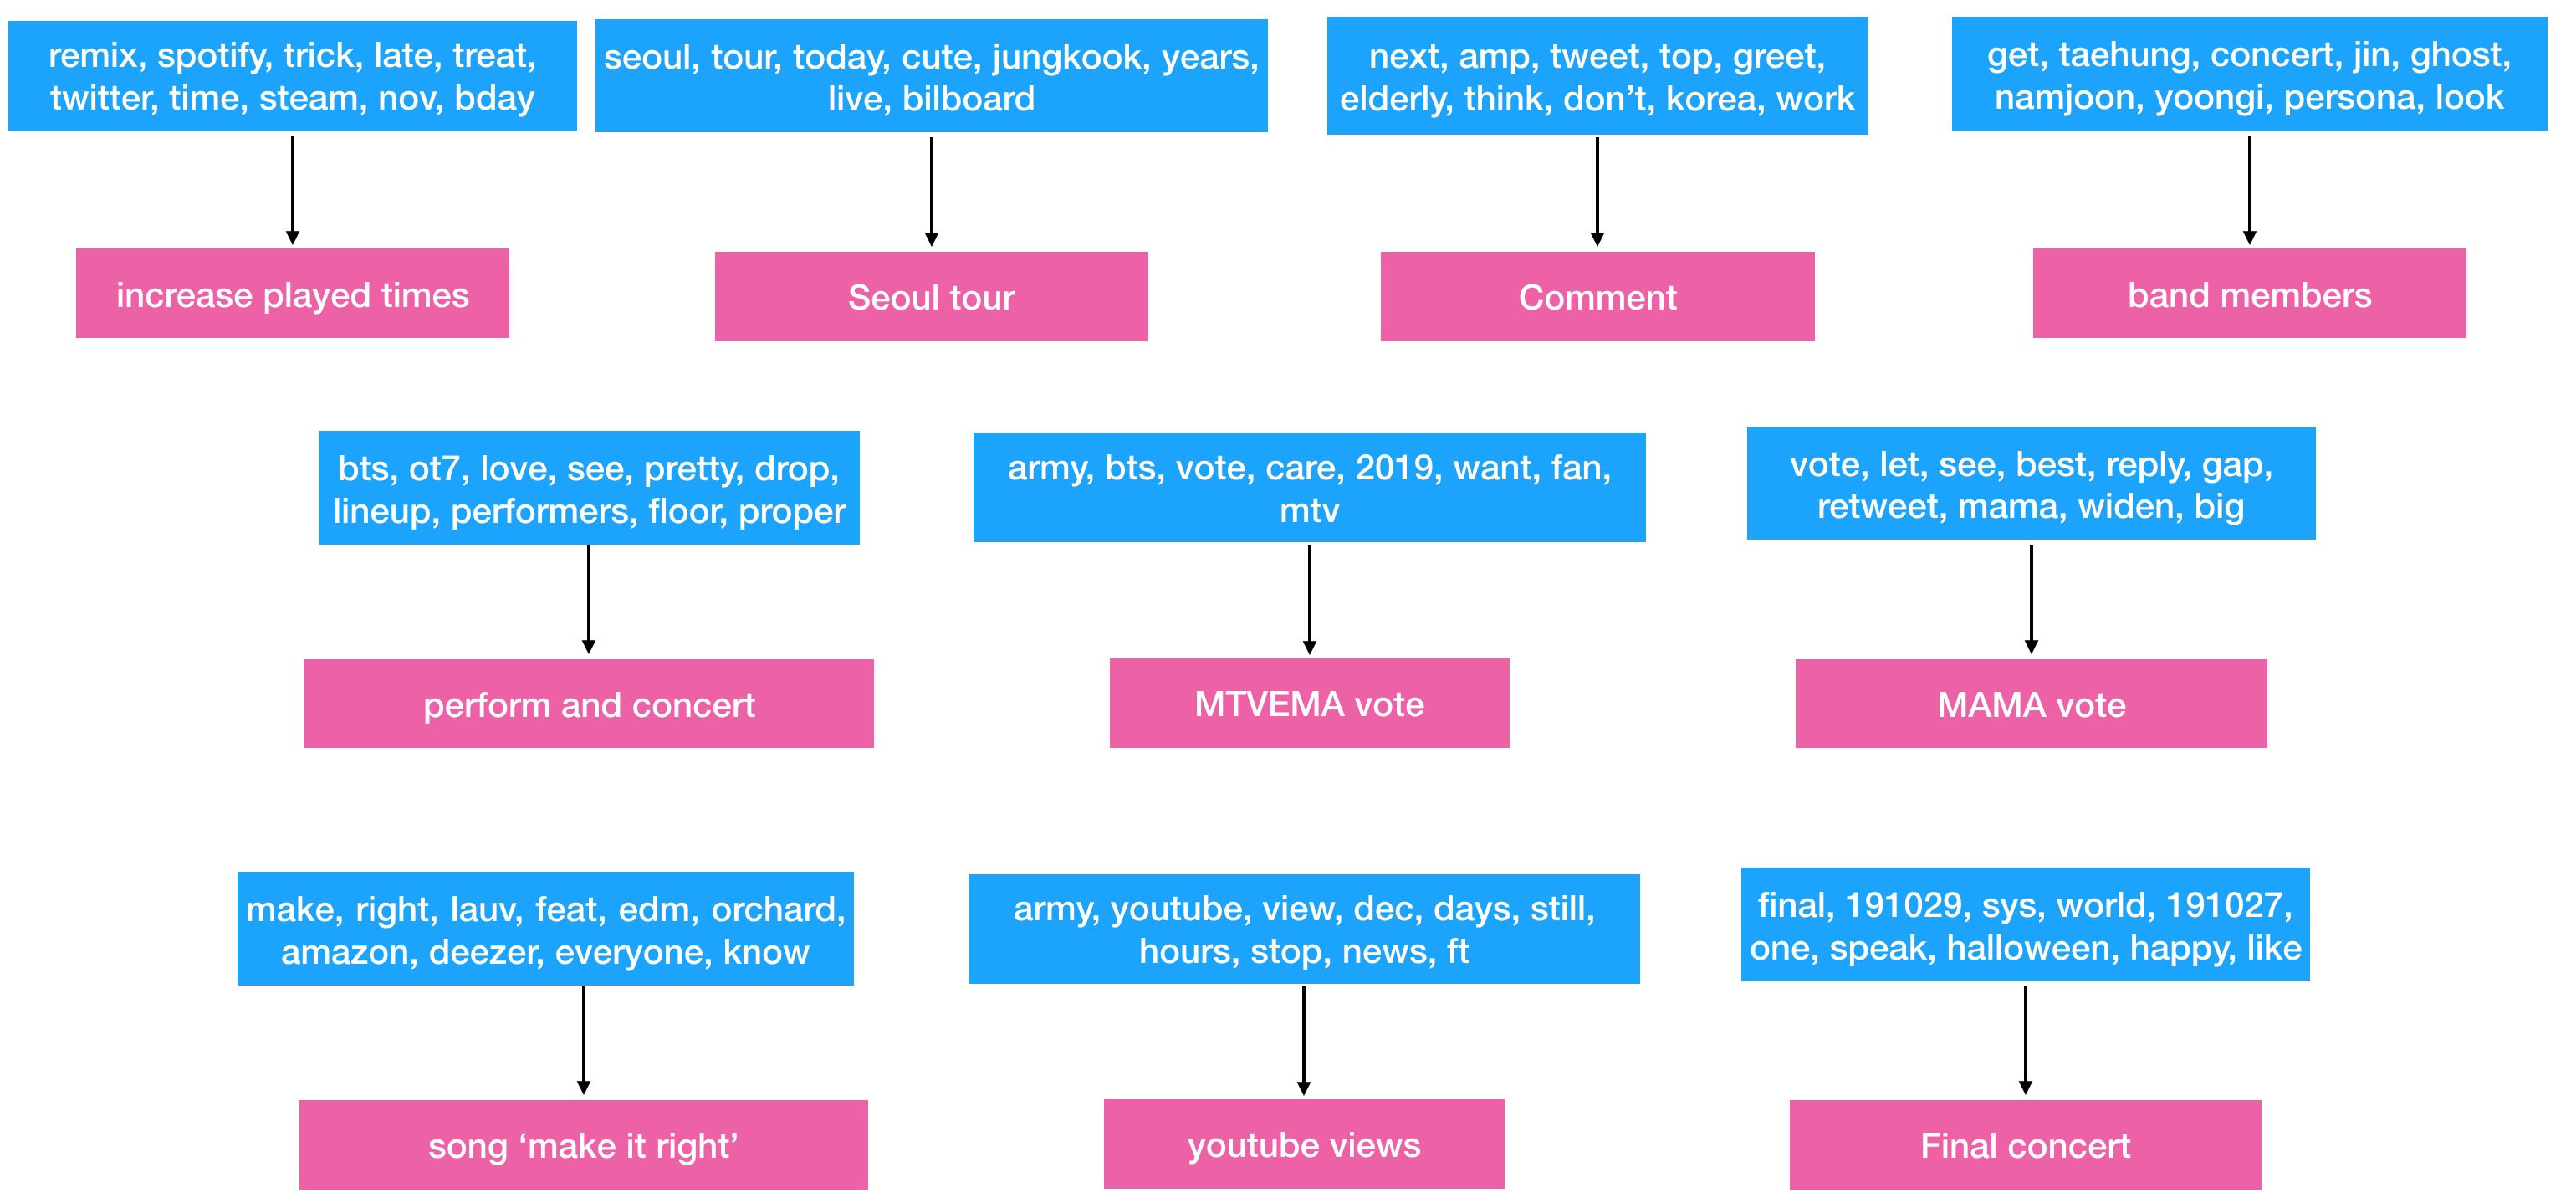 remix, spotify, trick, late, treat,
twitter, time, steam, nov, bday
increase played times
seoul, tour, today, cute, jungkook, years,
live, bilboard
Seoul tour
next, amp, tweet, top, greet,
elderly, think, don’t, korea, work
Comment
get, taehung, concert, jin, ghost,
namjoon, yoongi, persona, look
band members
bts, ot7, love, see, pretty, drop,
lineup, performers, floor, proper
perform and concert
army, bts, vote, care, 2019, want, fan,
mtv
MTVEMA vote
vote, let, see, best, reply, gap,
retweet, mama, widen, big
MAMA vote
make, right, lauv, feat, edm, orchard,
amazon, deezer, everyone, know
song ‘make it right’
army, youtube, view, dec, days, still,
hours, stop, news, ft
youtube views
final, 191029, sys, world, 191027,
one, speak, halloween, happy, like
Final concert